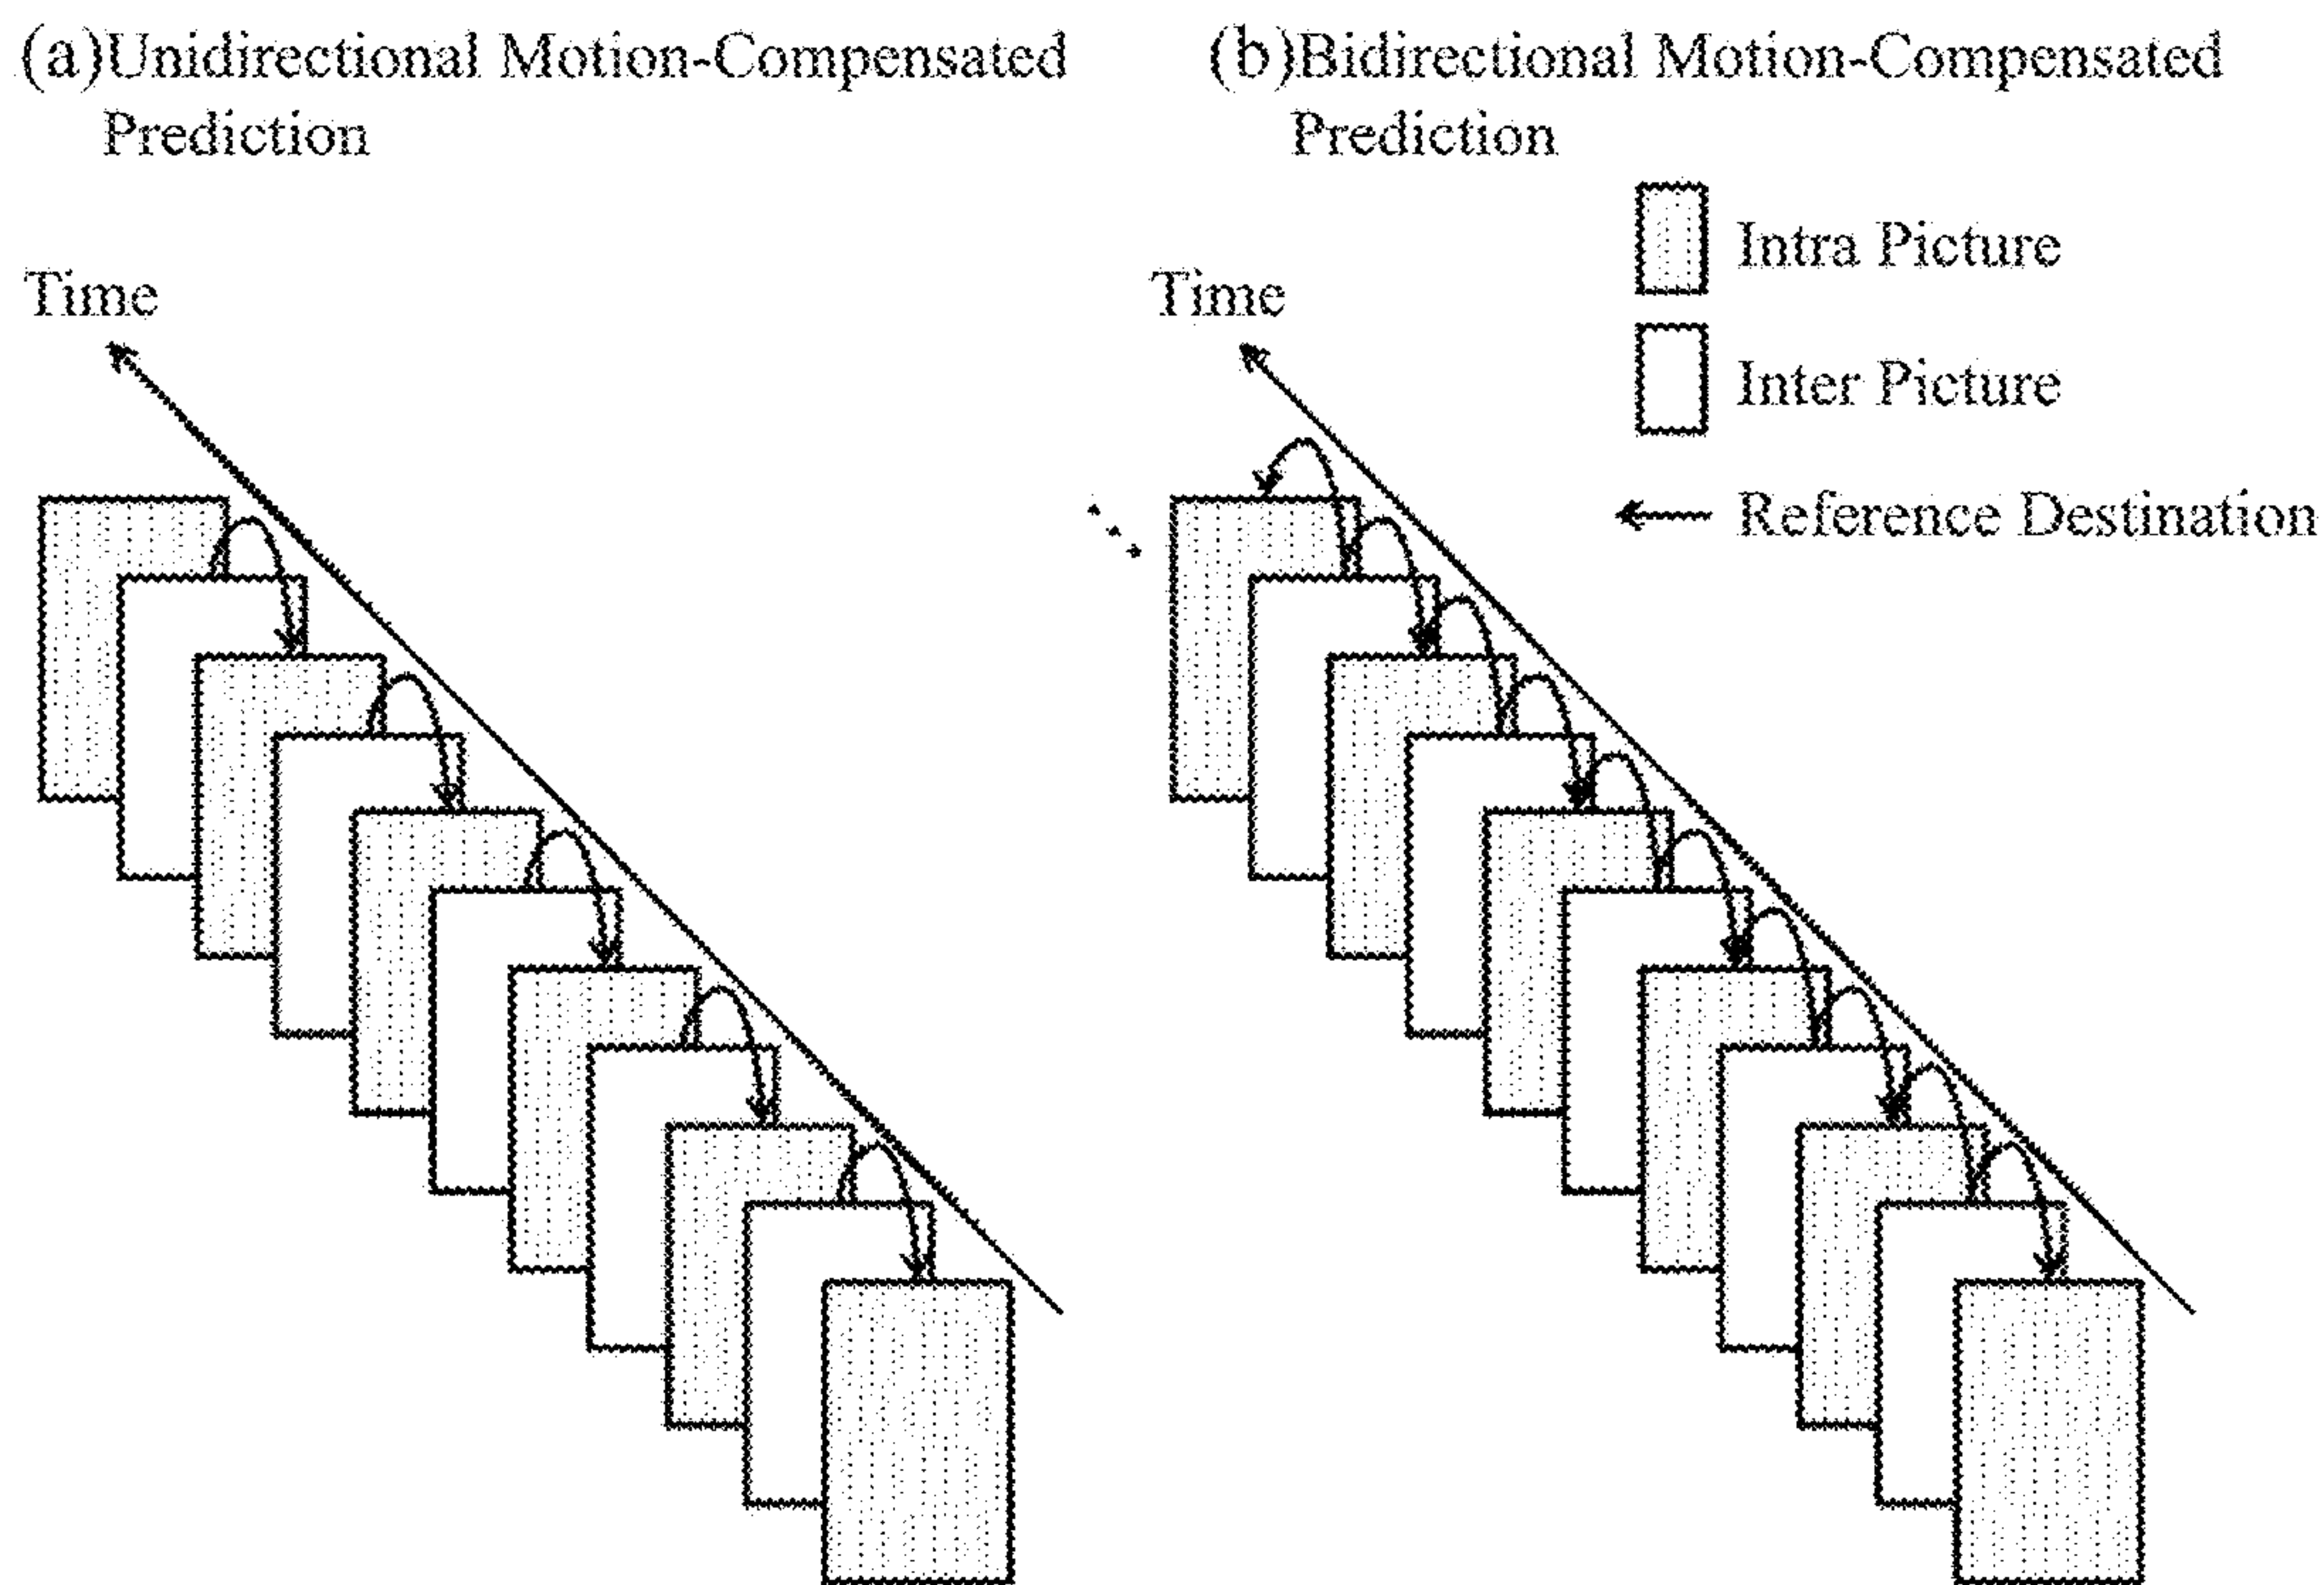 (a)Unidirectional Motion-Compensated
Prediction
(b)Bidirectional Motion-Compensated
Prediction
Intra Picture
Inter Picture
Reference Destination
Time
Time